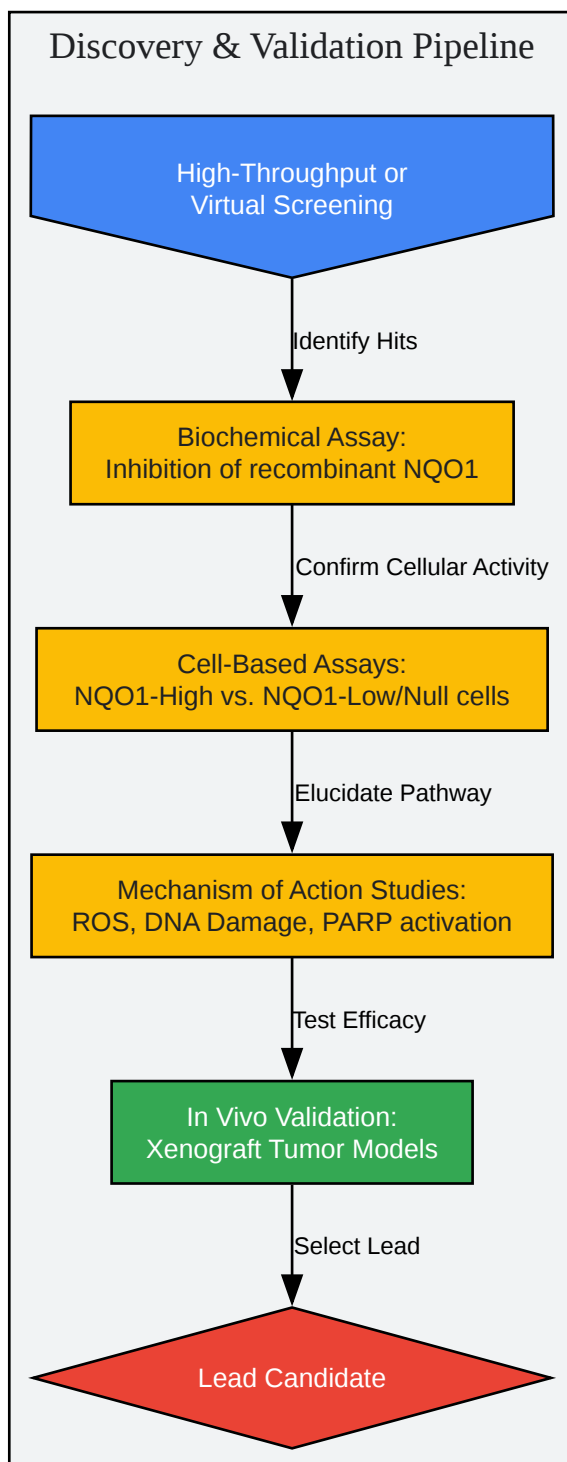 Discovery & Validation Pipeline
High-Throughput or
Virtual Screening
Identify Hits
Biochemical Assay:
Inhibition of recombinant NQO1
Confirm Cellular Activity
Cell-Based Assays:
NQO1-High vs. NQO1-Low/Null cells
Elucidate Pathway
Mechanism of Action Studies:
ROS, DNA Damage, PARP activation
Test Efficacy
In Vivo Validation:
Xenograft Tumor Models
Select Lead
Lead Candidate